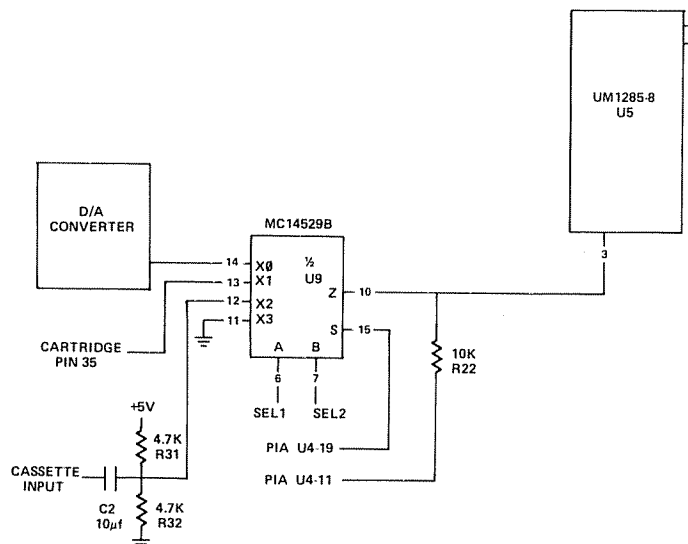 UM1285-8
U5
3
D/A
CONVERTER
MC14529B
14
13
12
11
XØ
X1
X2
X3
½
U9
Z
10
S
15
A
B
6
7
SEL1
SEL2
CARTRIDGE
PIN 35
10K
R22
+5V
4.7K
R31
PIA U4-19
PIA U4-11
CASSETTE
INPUT
C2
10µf
4.7K
R32